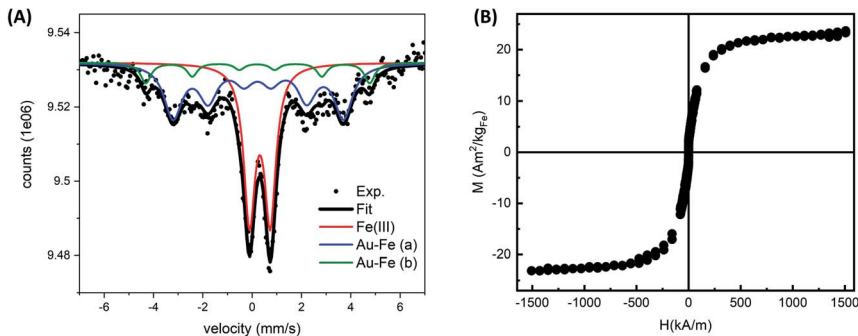 (A)
9.54
9.52
9.5
9.48
counts (1e06)
-6 -4 -2 0 2 4 6
velocity (mm/s)
Exp.
Fit
Fe(III)
Au-Fe (a)
Au-Fe (b)
(B)
20
10
0
-10
-20
M (Am²/kg_Fe)
-1500 -1000 -500 0 500 1000 1500
H(kA/m)